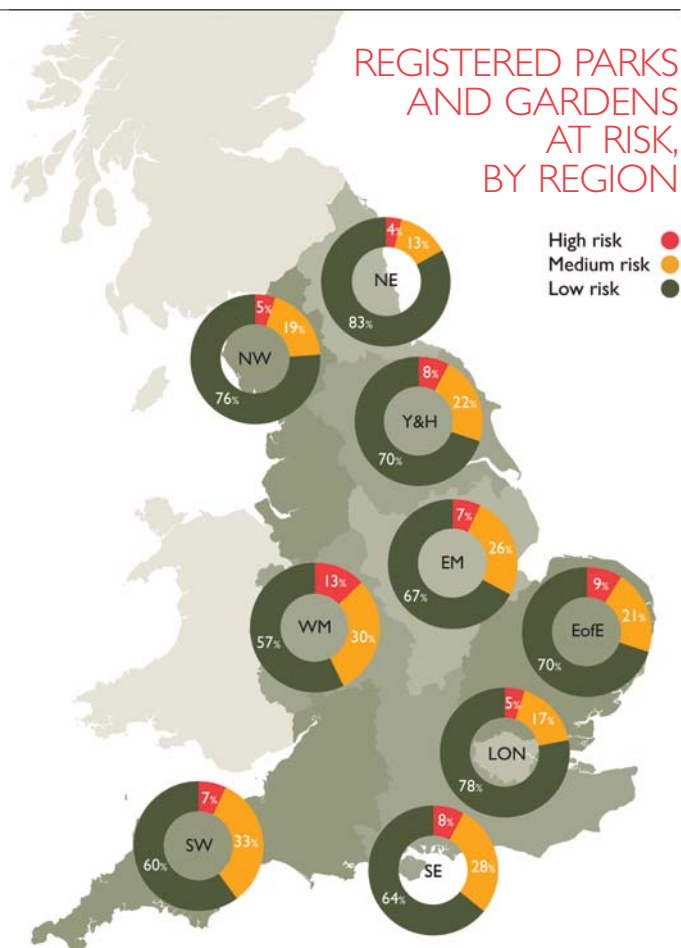 REGISTERED PARKS
AND GARDENS
AT RISK,
BY REGION
High risk
Medium risk
Low risk
4%
13%
NE
83%
5%
19%
NW
76%
8%
22%
Y&H
70%
7%
26%
EM
67%
13%
30%
WM
57%
9%
21%
EofE
70%
5%
17%
LON
78%
7%
33%
SW
60%
8%
28%
SE
64%